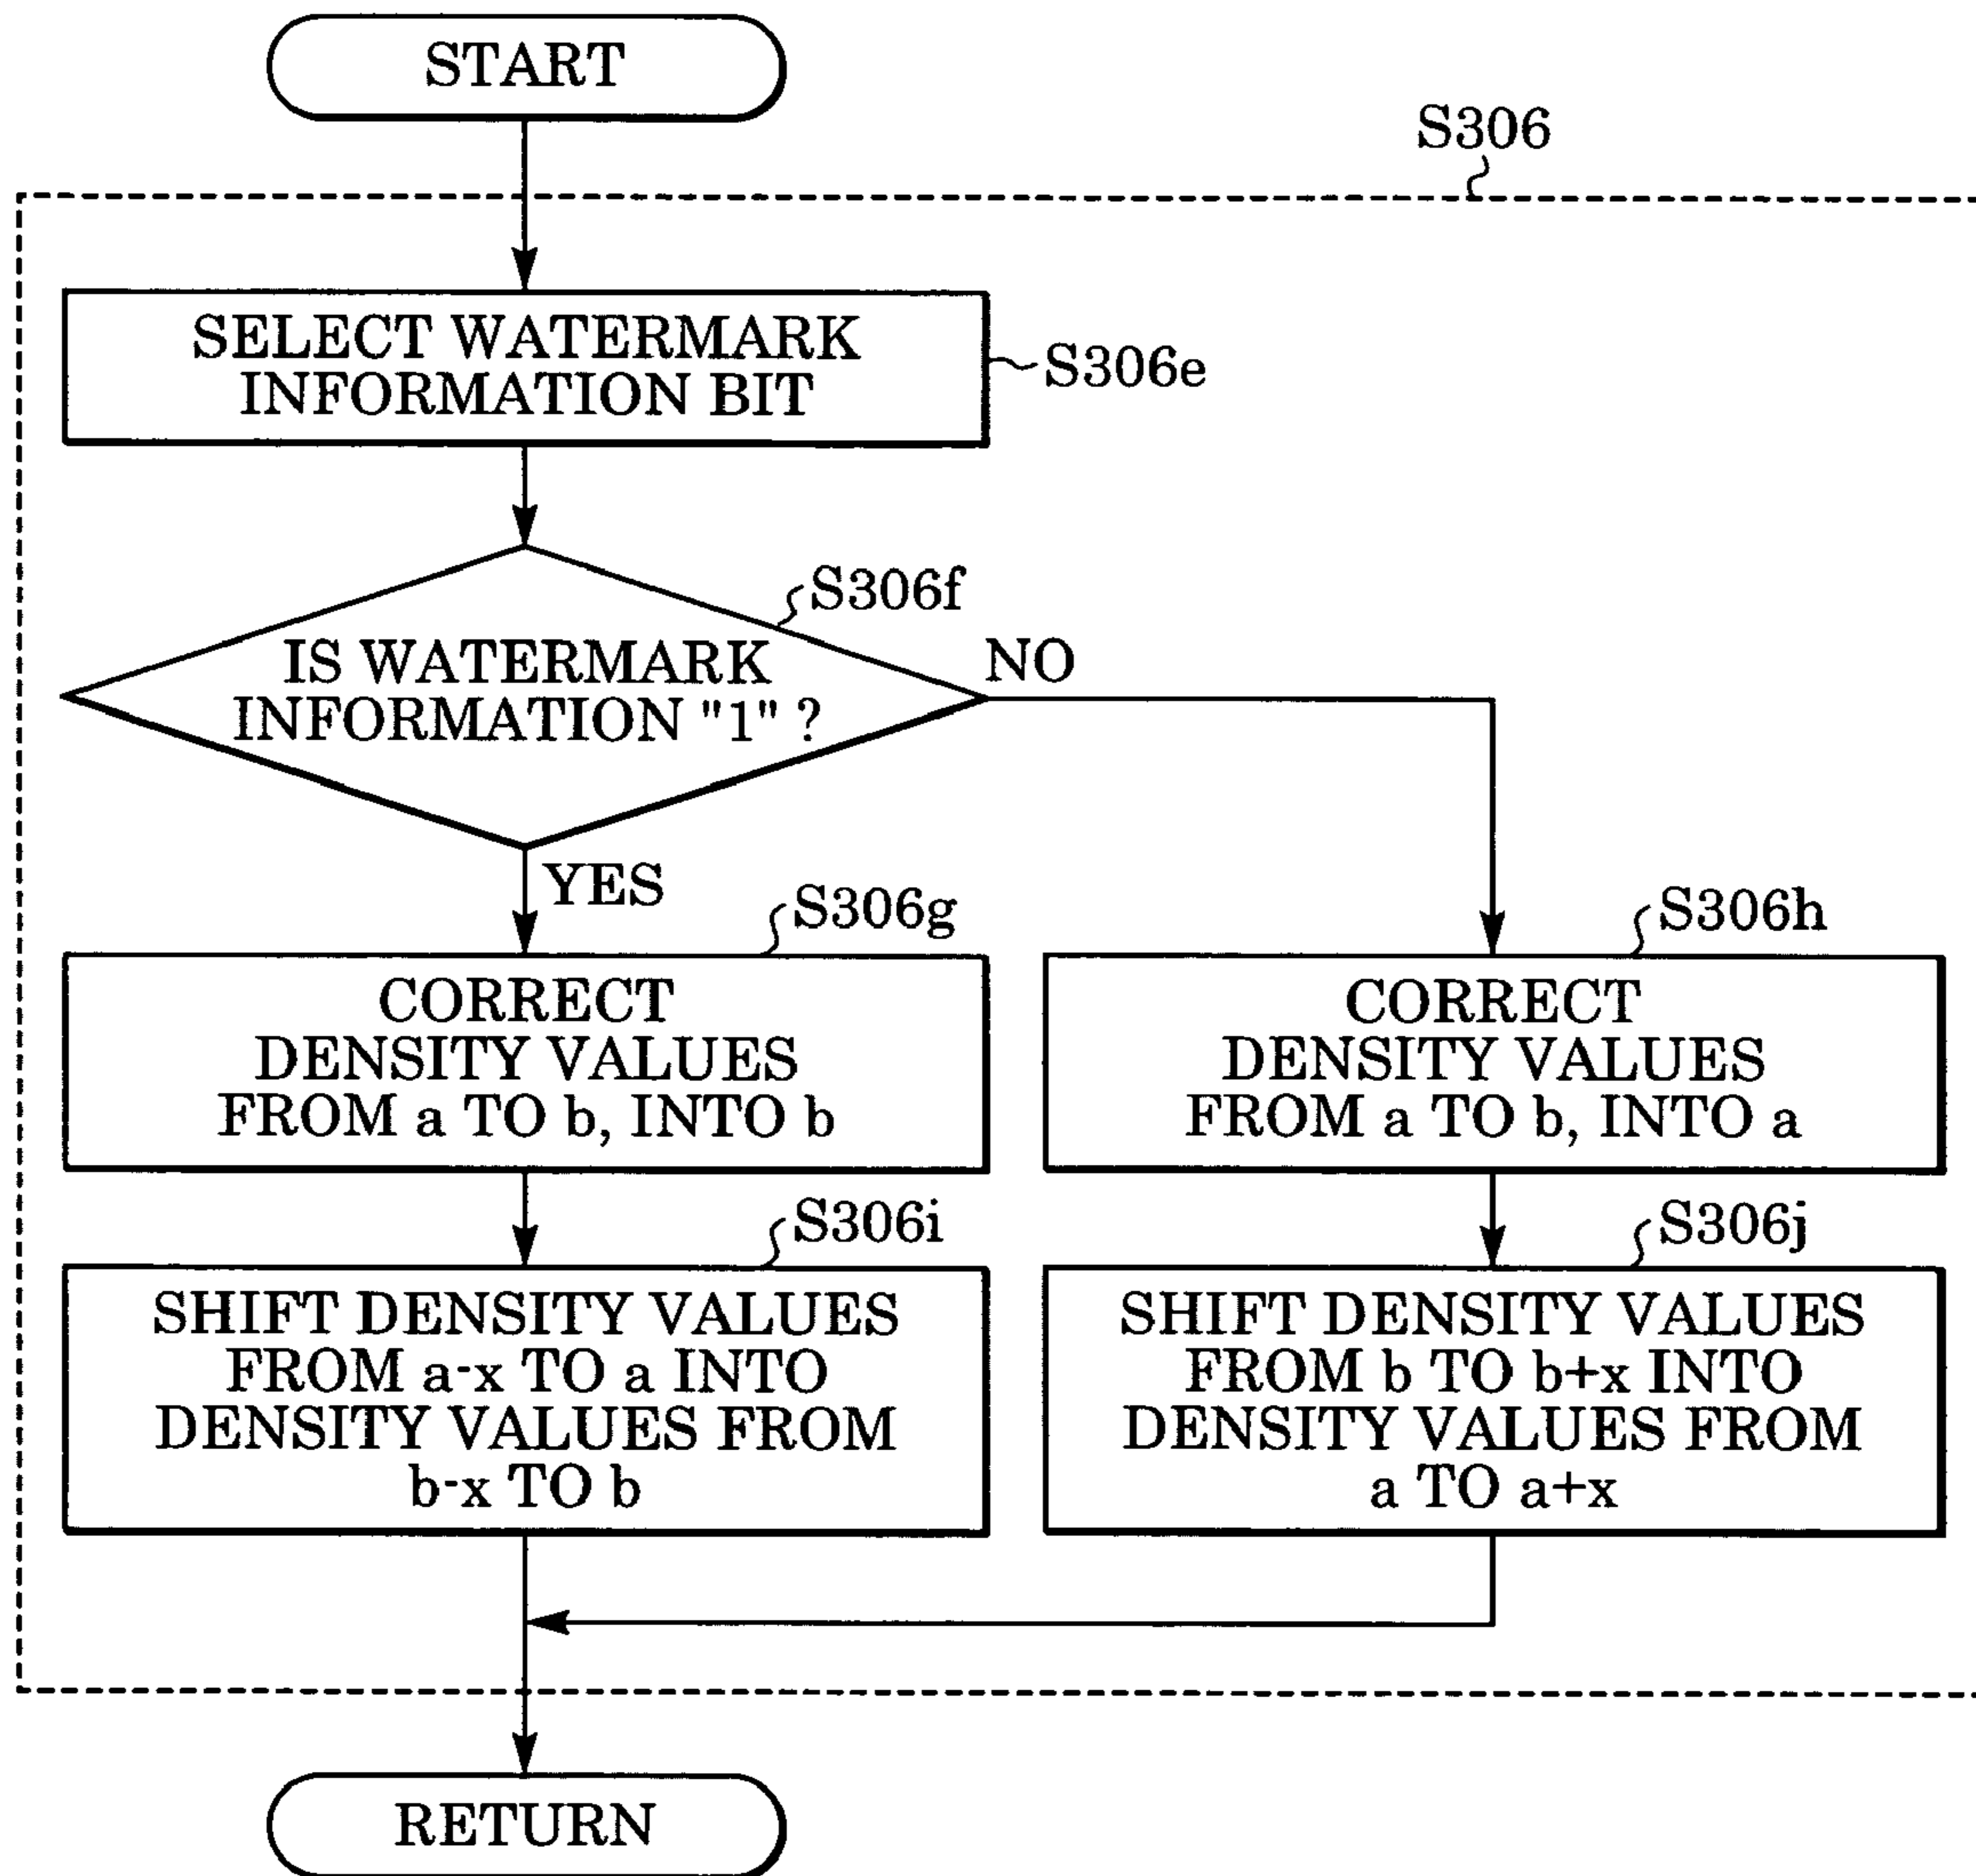 START
S306
SELECT WATERMARK
INFORMATION BIT
S306e
S306f
IS WATERMARK
INFORMATION "1" ?
NO
YES
S306g
CORRECT
DENSITY VALUES
FROM a TO b, INTO b
S306h
CORRECT
DENSITY VALUES
FROM a TO b, INTO a
S306i
SHIFT DENSITY VALUES
FROM a-x TO a INTO
DENSITY VALUES FROM
b-x TO b
S306j
SHIFT DENSITY VALUES
FROM b TO b+x INTO
DENSITY VALUES FROM
a TO a+x
RETURN